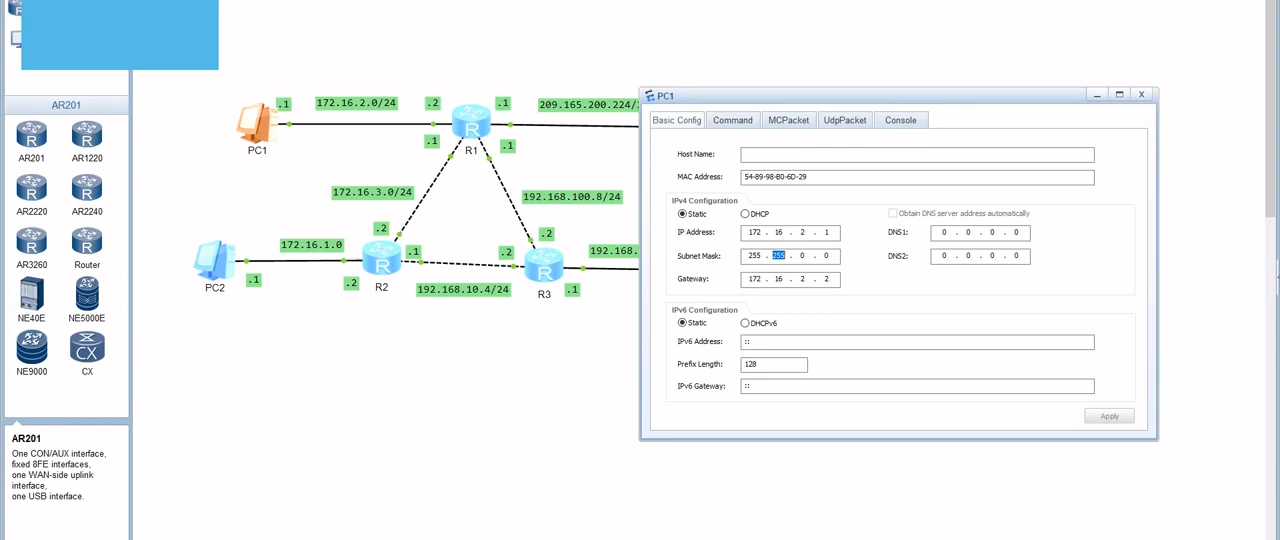 AR201
AR201
AR1220
AR2220
AR2240
AR3260
Router
NE40E
NE5000E
NE9000
CX
CX
AR201
One CON/AUX interface,
fixed 8FE interfaces,
one WAN-side uplink
interface,
one USB interface.
.1
172.16.2.0/24
.2
.1
209.165.200.224/
PC1
R
R1
.1
.1
172.16.3.0/24
192.168.100.8/24
.2
.2
172.16.1.0
R
.1
.2
R
192.168.
PC2
.1
R2
.2
192.168.10.4/24
R3
.1
PC1
Basic Config
Command
MCPacket
UdpPacket
Console
Host Name:
MAC Address: 54-89-98-B0-6D-29
IPv4 Configuration
Static
DHCP
Obtain DNS server address automatically
IP Address: 172 . 16 . 2 . 1
DNS1: 0 . 0 . 0 . 0
Subnet Mask: 255 . 255 . 0 . 0
DNS2: 0 . 0 . 0 . 0
Gateway: 172 . 16 . 2 . 2
IPv6 Configuration
Static
DHCPv6
IPv6 Address: ::
Prefix Length: 128
IPv6 Gateway: ::
Apply